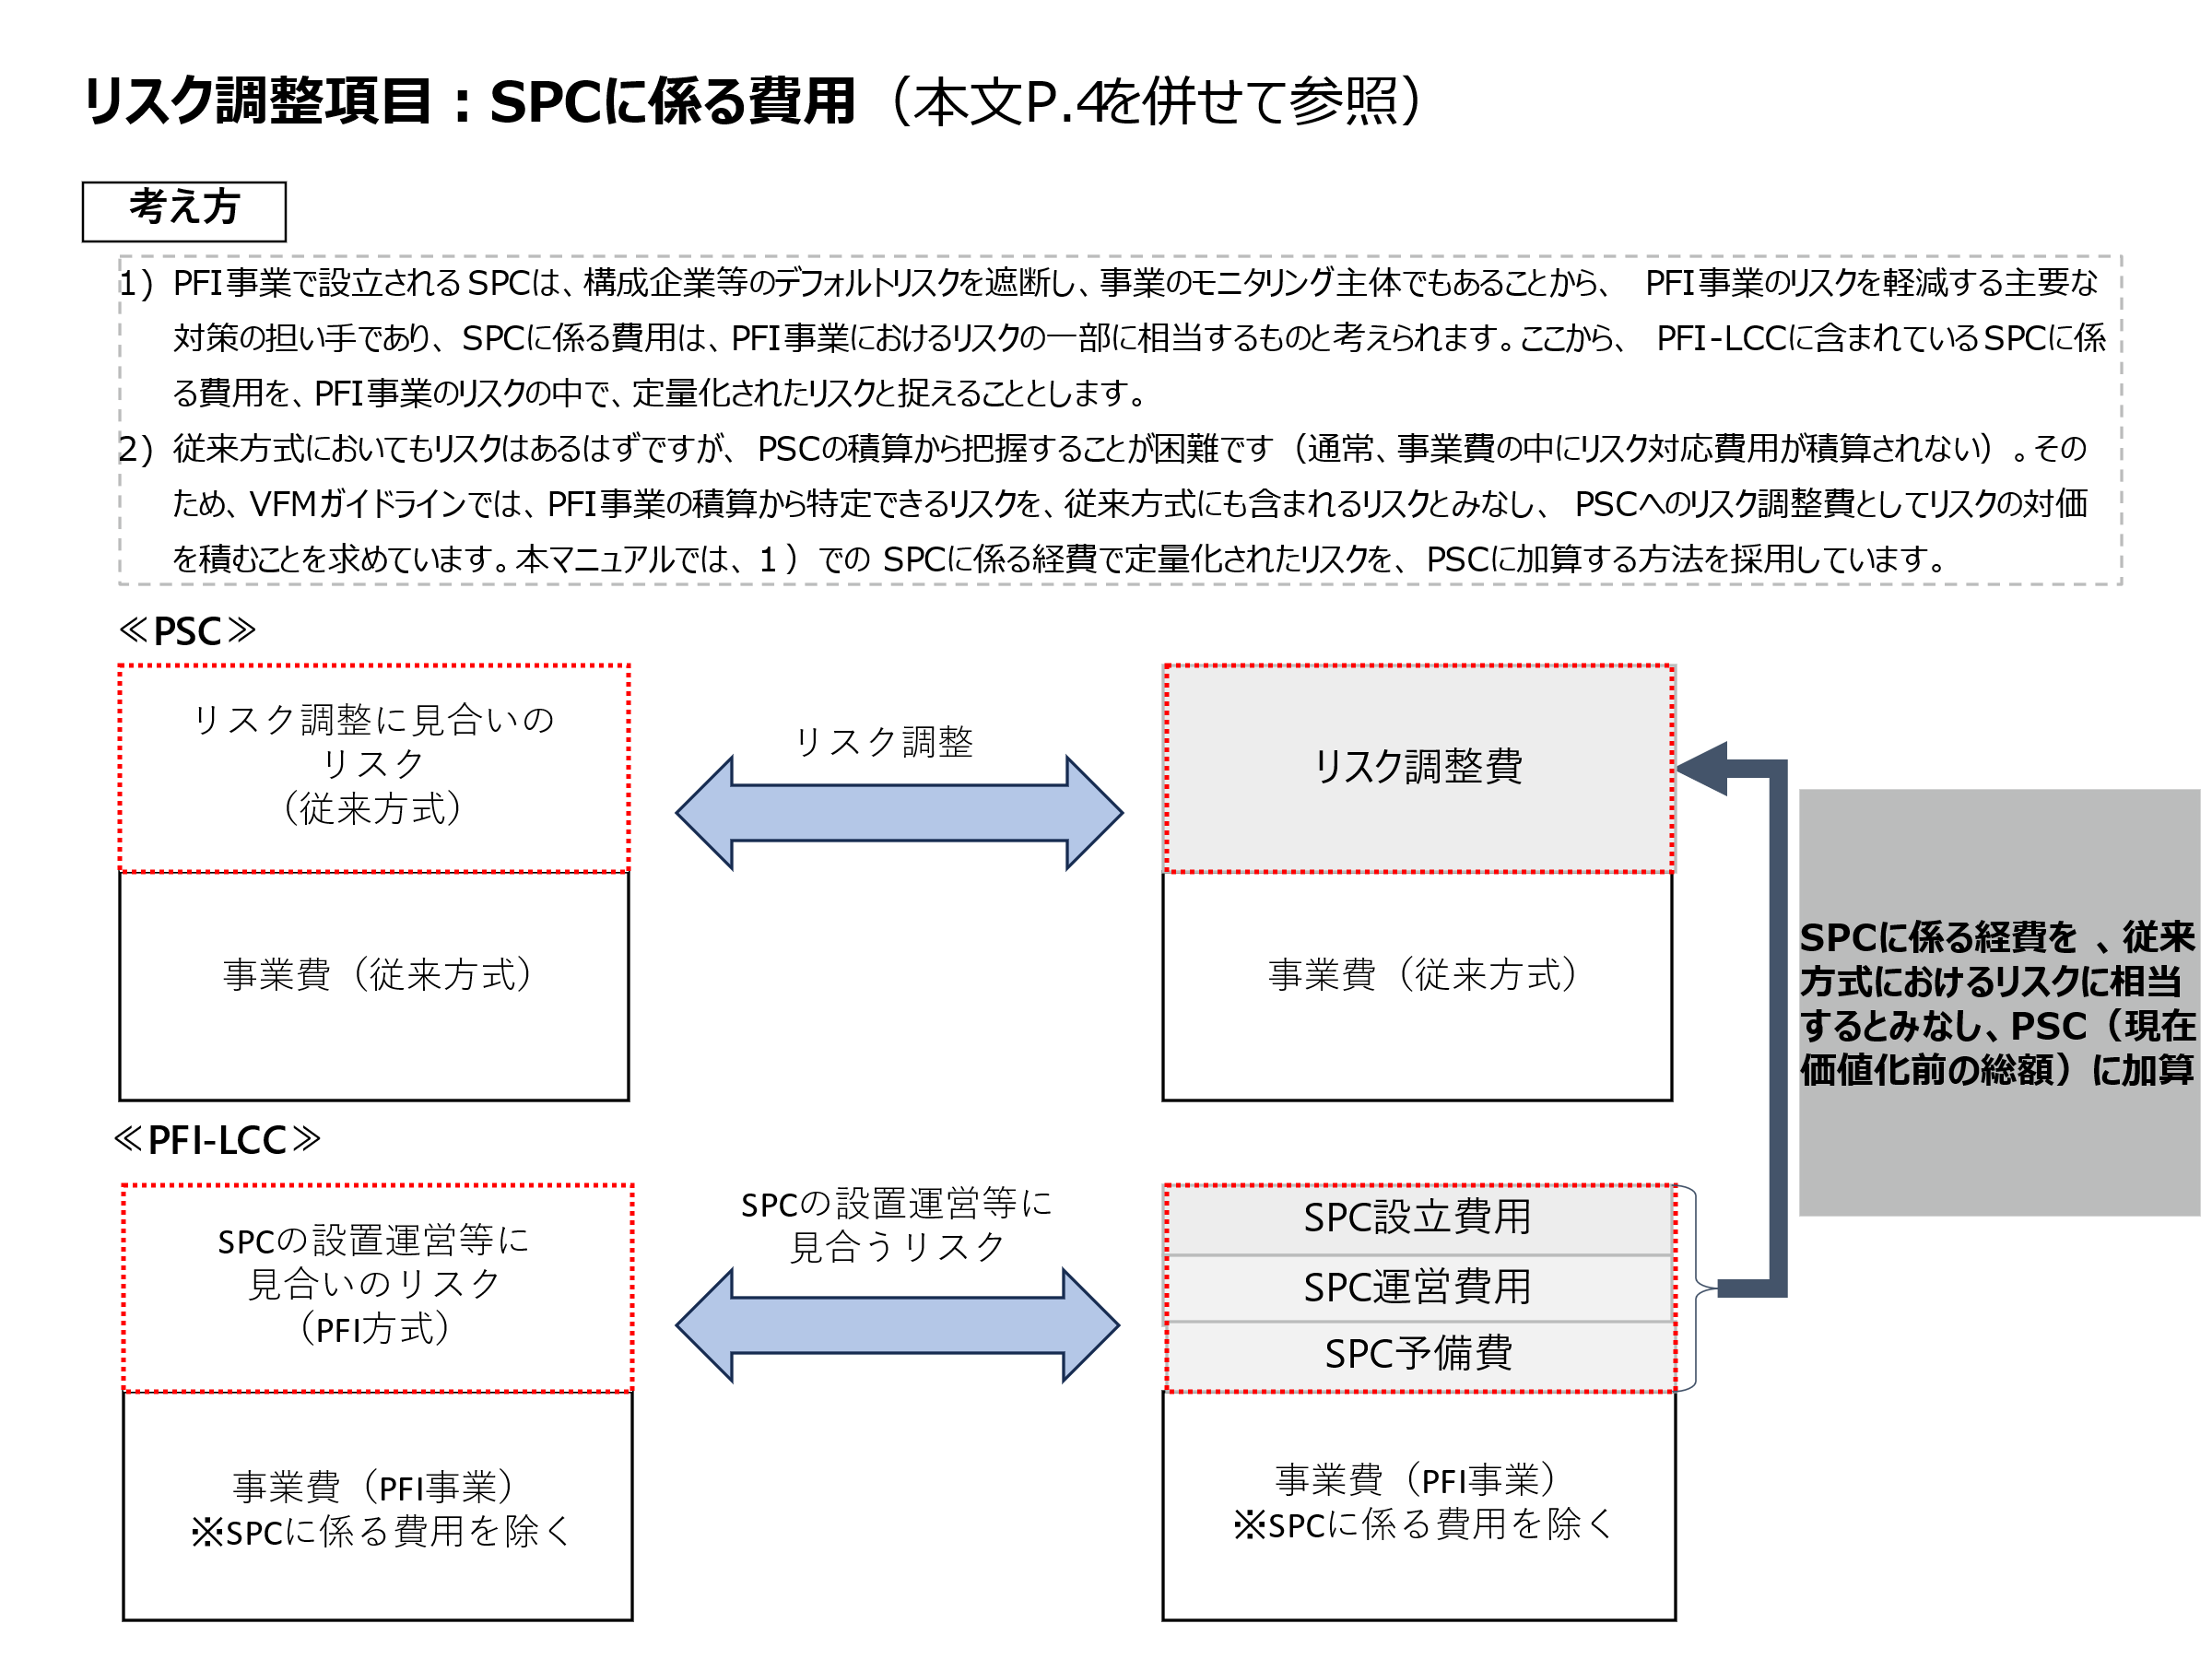 リスク調整項目：SPCに係る費用（本文P.4を併せて参照）
考え方
1）PFI事業で設立されるSPCは、構成企業等のデフォルトリスクを遮断し、事業のモニタリング主体でもあることから、 PFI事業のリスクを軽減する主要な
対策の担い手であり、SPCに係る費用は、PFI事業におけるリスクの一部に相当するものと考えられます。ここから、 PFI-LCCに含まれているSPCに係
る費用を、PFI事業のリスクの中で、定量化されたリスクと捉えることとします。
2）従来方式においてもリスクはあるはずですが、PSCの積算から把握することが困難です（通常、事業費の中にリスク対応費用が積算されない）。その
ため、VFMガイドラインでは、PFI事業の積算から特定できるリスクを、従来方式にも含まれるリスクとみなし、PSCへのリスク調整費としてリスクの対価
を積むことを求めています。本マニュアルでは、1）での SPCに係る経費で定量化されたリスクを、PSCに加算する方法を採用しています。
≪PSC≫
リスク調整に見合いの
リスク
（従来方式）
リスク調整
リスク調整費
事業費（従来方式）
事業費（従来方式）
SPCに係る経費を 、従来
方式におけるリスクに相当
するとみなし、PSC（現在
価値化前の総額）に加算
≪PFI-LCC≫
SPCの設置運営等に
見合いのリスク
（PFI方式）
SPCの設置運営等に
見合うリスク
SPC設立費用
SPC運営費用
SPC予備費
事業費（PFI事業）
※SPCに係る費用を除く
事業費（PFI事業）
※SPCに係る費用を除く